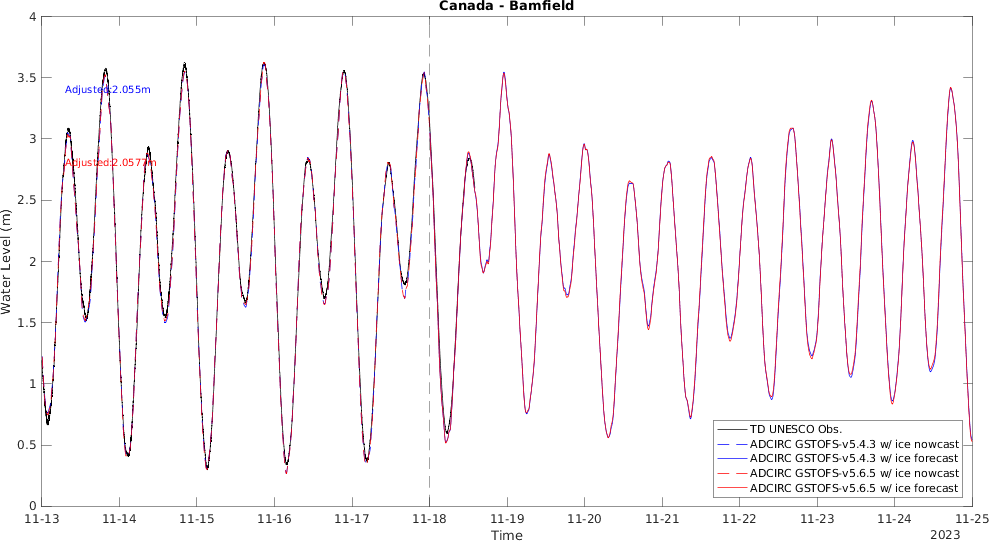 Canada - Bamfield
4
3.5
3
2.5
2
1.5
1
0.5
0
Water Level (m)
Adjusted:2.055m
Adjusted:2.0577m
TD UNESCO Obs.
ADCIRC GSTOFS-v5.4.3 w/ ice nowcast
ADCIRC GSTOFS-v5.4.3 w/ ice forecast
ADCIRC GSTOFS-v5.6.5 w/ ice nowcast
ADCIRC GSTOFS-v5.6.5 w/ ice forecast
11-13 11-14 11-15 11-16 11-17 11-18 11-19 11-20 11-21 11-22 11-23 11-24 11-25
Time
2023